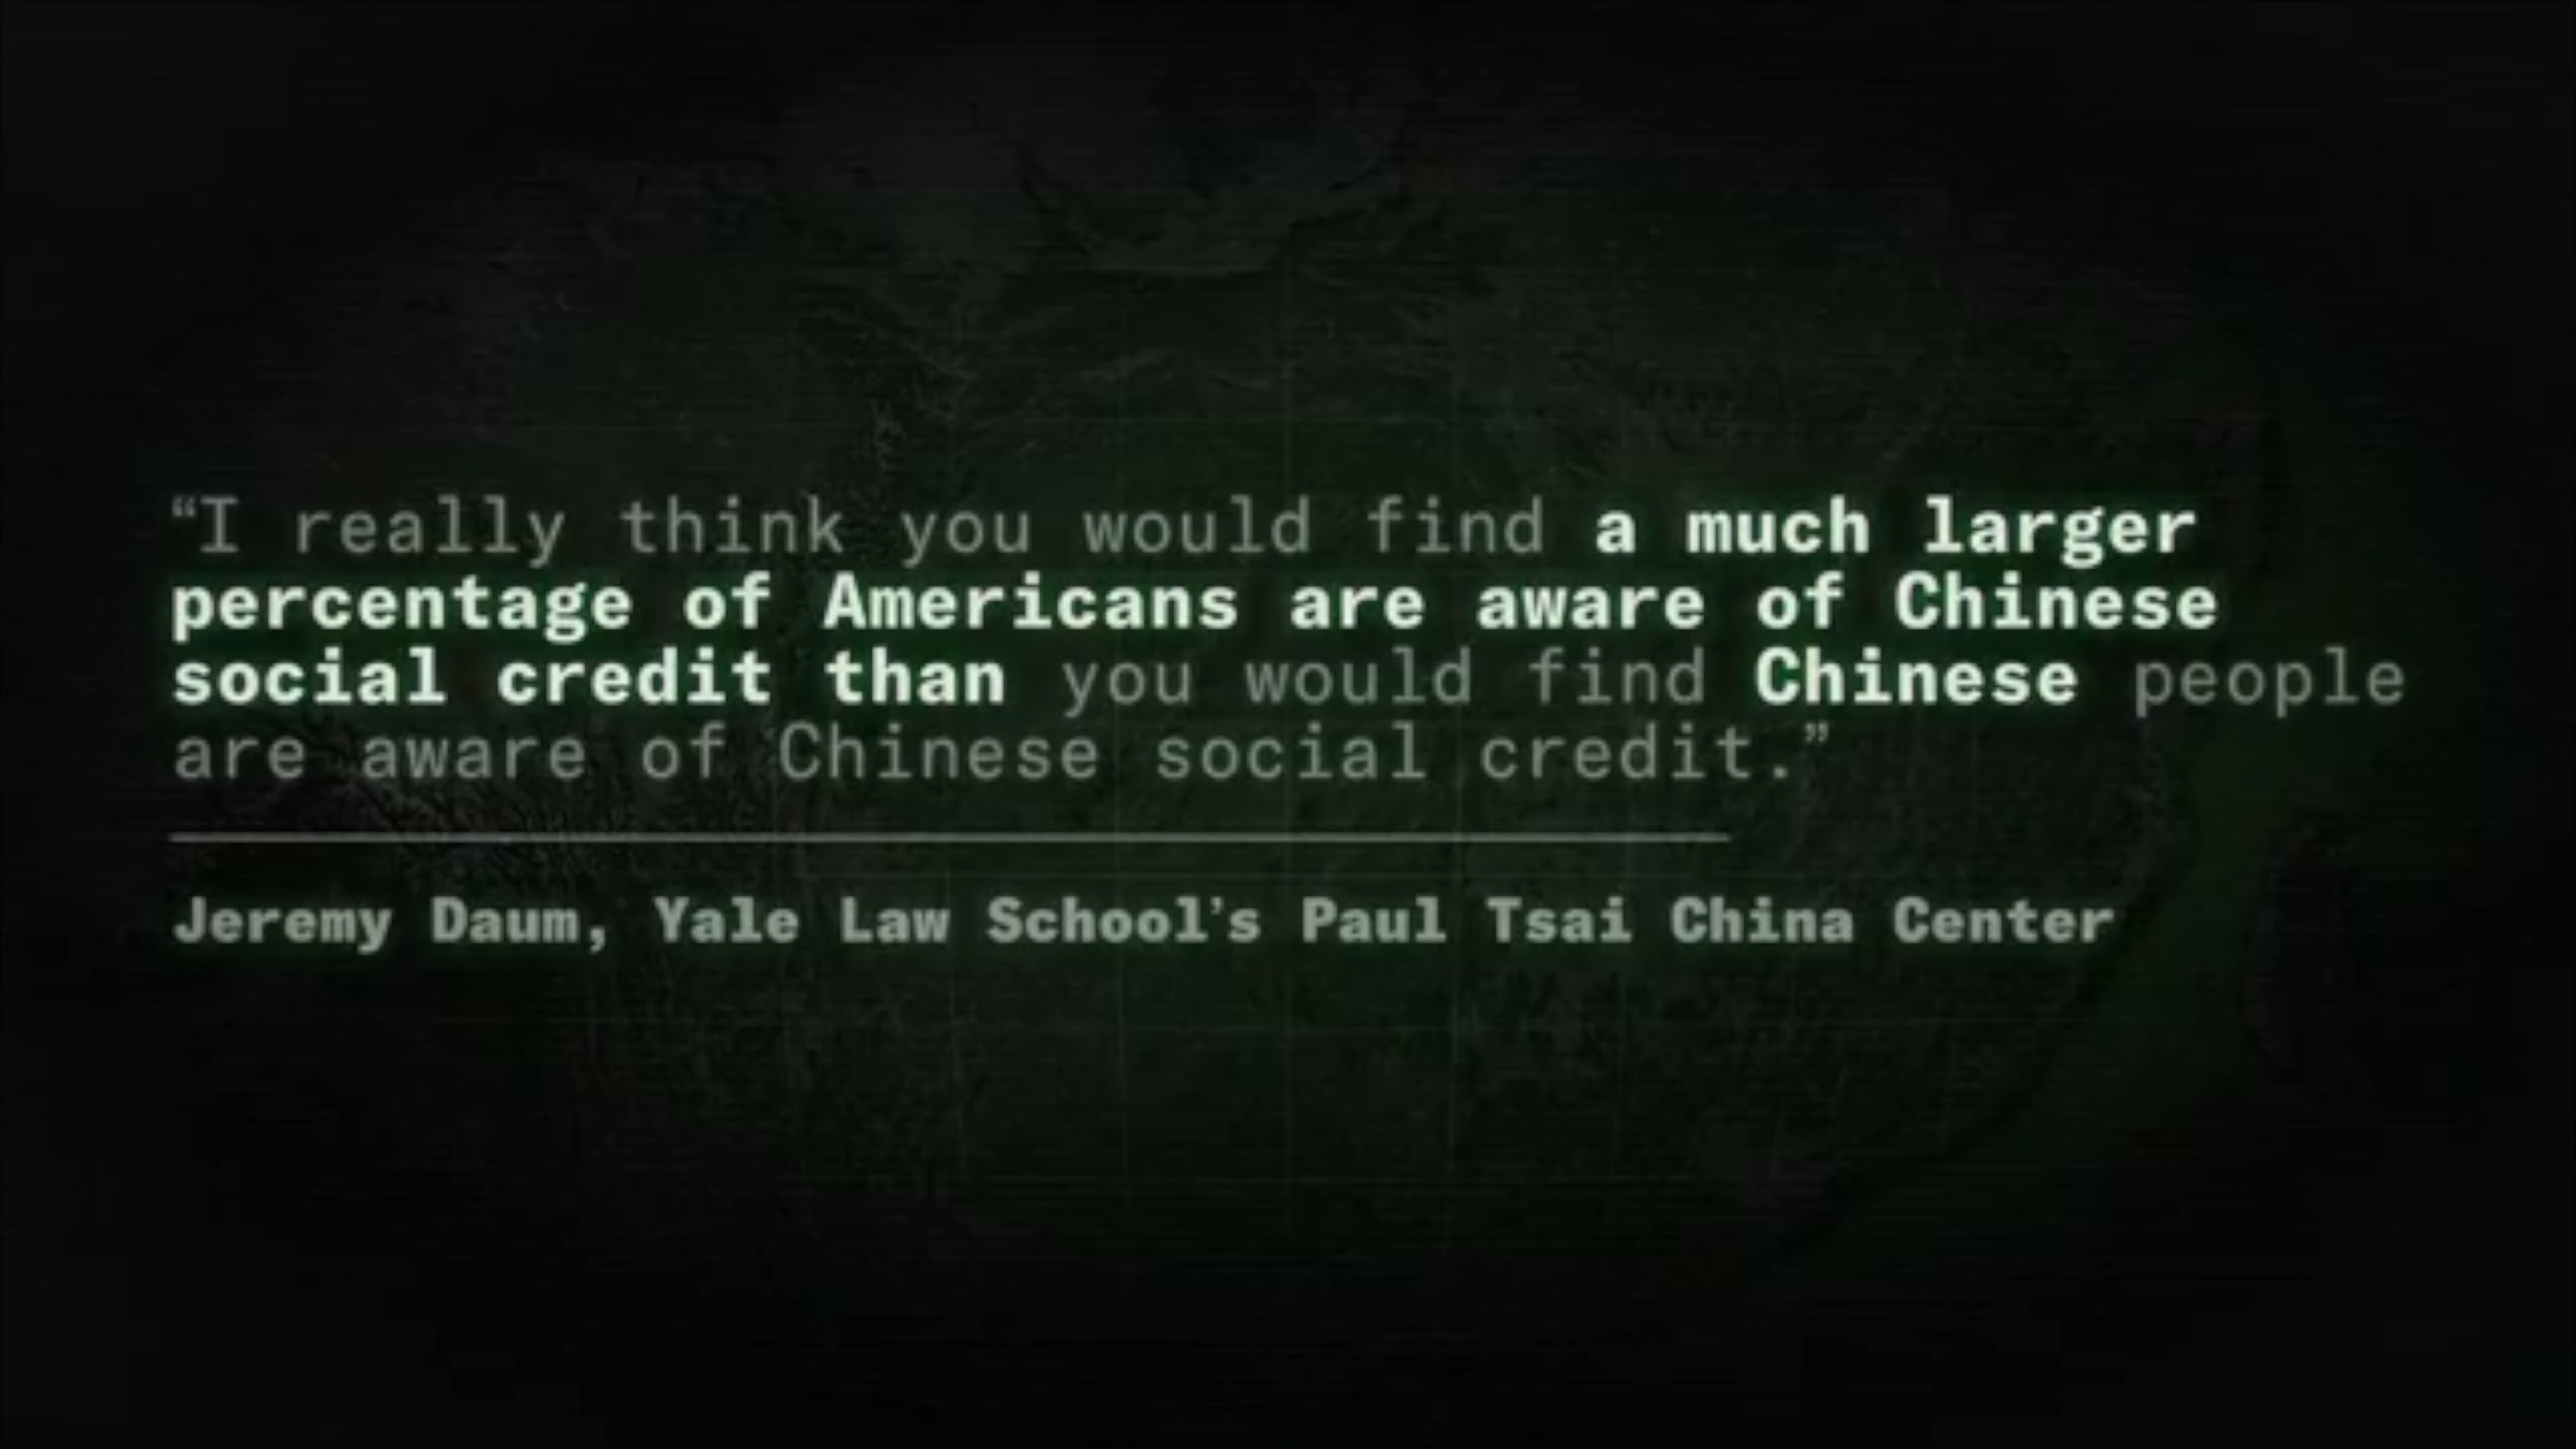 “I really think you would find a much larger
percentage of Americans are aware of Chinese
social credit than you would find Chinese people
are aware of Chinese social credit.”
Jeremy Daum, Yale Law School’s Paul Tsai China Center